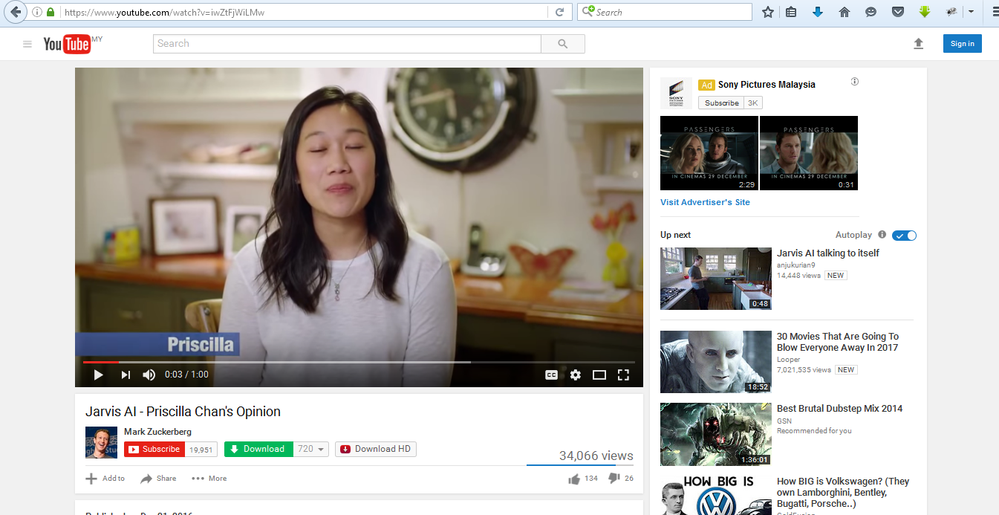 https://www.youtube.com/watch?v=iwZtFjWiLMw
Search
YouTube MY
Search
Sign in
Priscilla
0:03 / 1:00
CC
Jarvis AI - Priscilla Chan's Opinion
Mark Zuckerberg
Subscribe 19,951
Download 720
Download HD
34,066 views
Add to
Share
More
134
26
Ad Sony Pictures Malaysia
SONY
Subscribe 3K
PASSENGERS
IN CINEMAS 29 DECEMBER
2:29
PASSENGERS
IN CINEMAS 29 DECEMBER
0:31
Visit Advertiser's Site
Up next
Autoplay
0:48
Jarvis AI talking to itself
anjukurian9
14,448 views NEW
18:52
30 Movies That Are Going To
Blow Everyone Away In 2017
Looper
7,021,535 views NEW
1:36:01
Best Brutal Dubstep Mix 2014
GSN
Recommended for you
HOW BIG IS
How BIG is Volkswagen? (They
own Lamborghini, Bentley,
Bugatti, Porsche..)